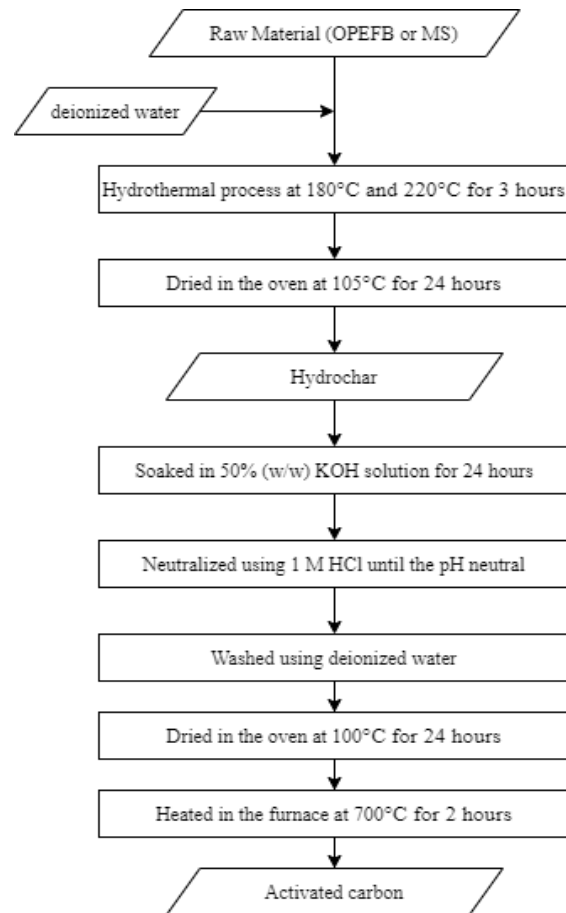 Raw Material (OPEFB or MS)
deionized water
Hydrothermal process at 180°C and 220°C for 3 hours
Dried in the oven at 105°C for 24 hours
Hydrochar
Soaked in 50% (w/w) KOH solution for 24 hours
Neutralized using 1 M HCl until the pH neutral
Washed using deionized water
Dried in the oven at 100°C for 24 hours
Heated in the furnace at 700°C for 2 hours
Activated carbon